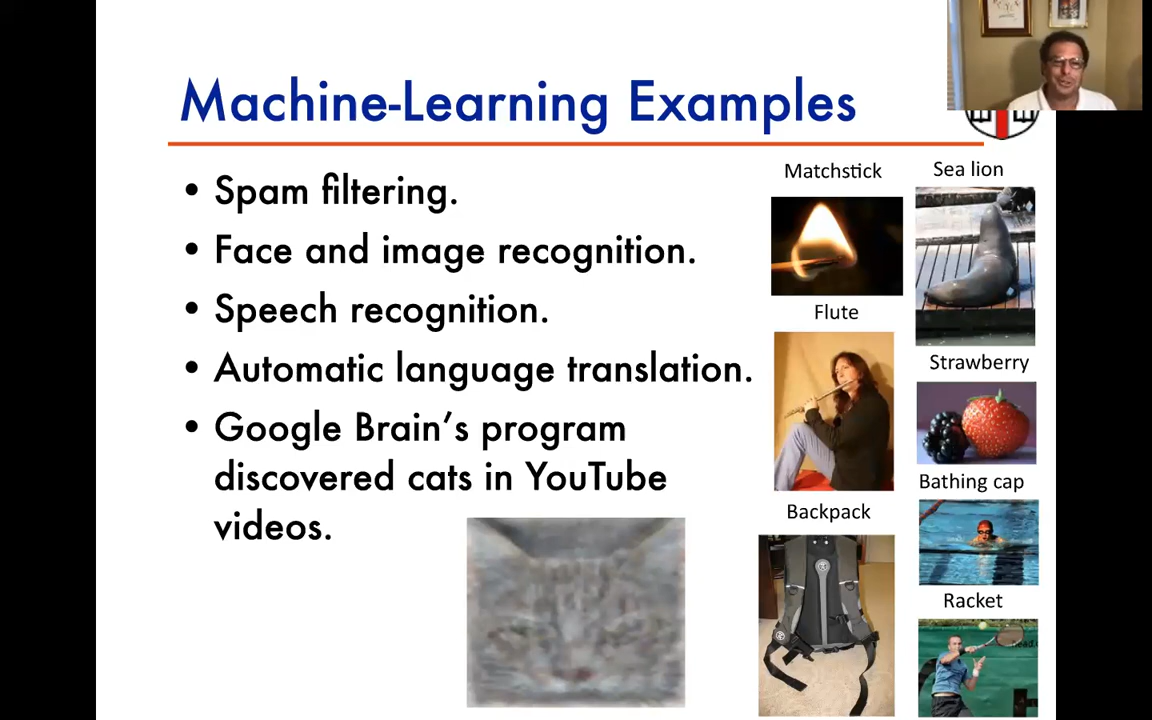 Machine-Learning Examples
• Spam filtering.
• Face and image recognition.
• Speech recognition.
• Automatic language translation.
• Google Brain’s program
discovered cats in YouTube
videos.
Matchstick
Sea lion
Flute
Strawberry
Bathing cap
Backpack
Racket